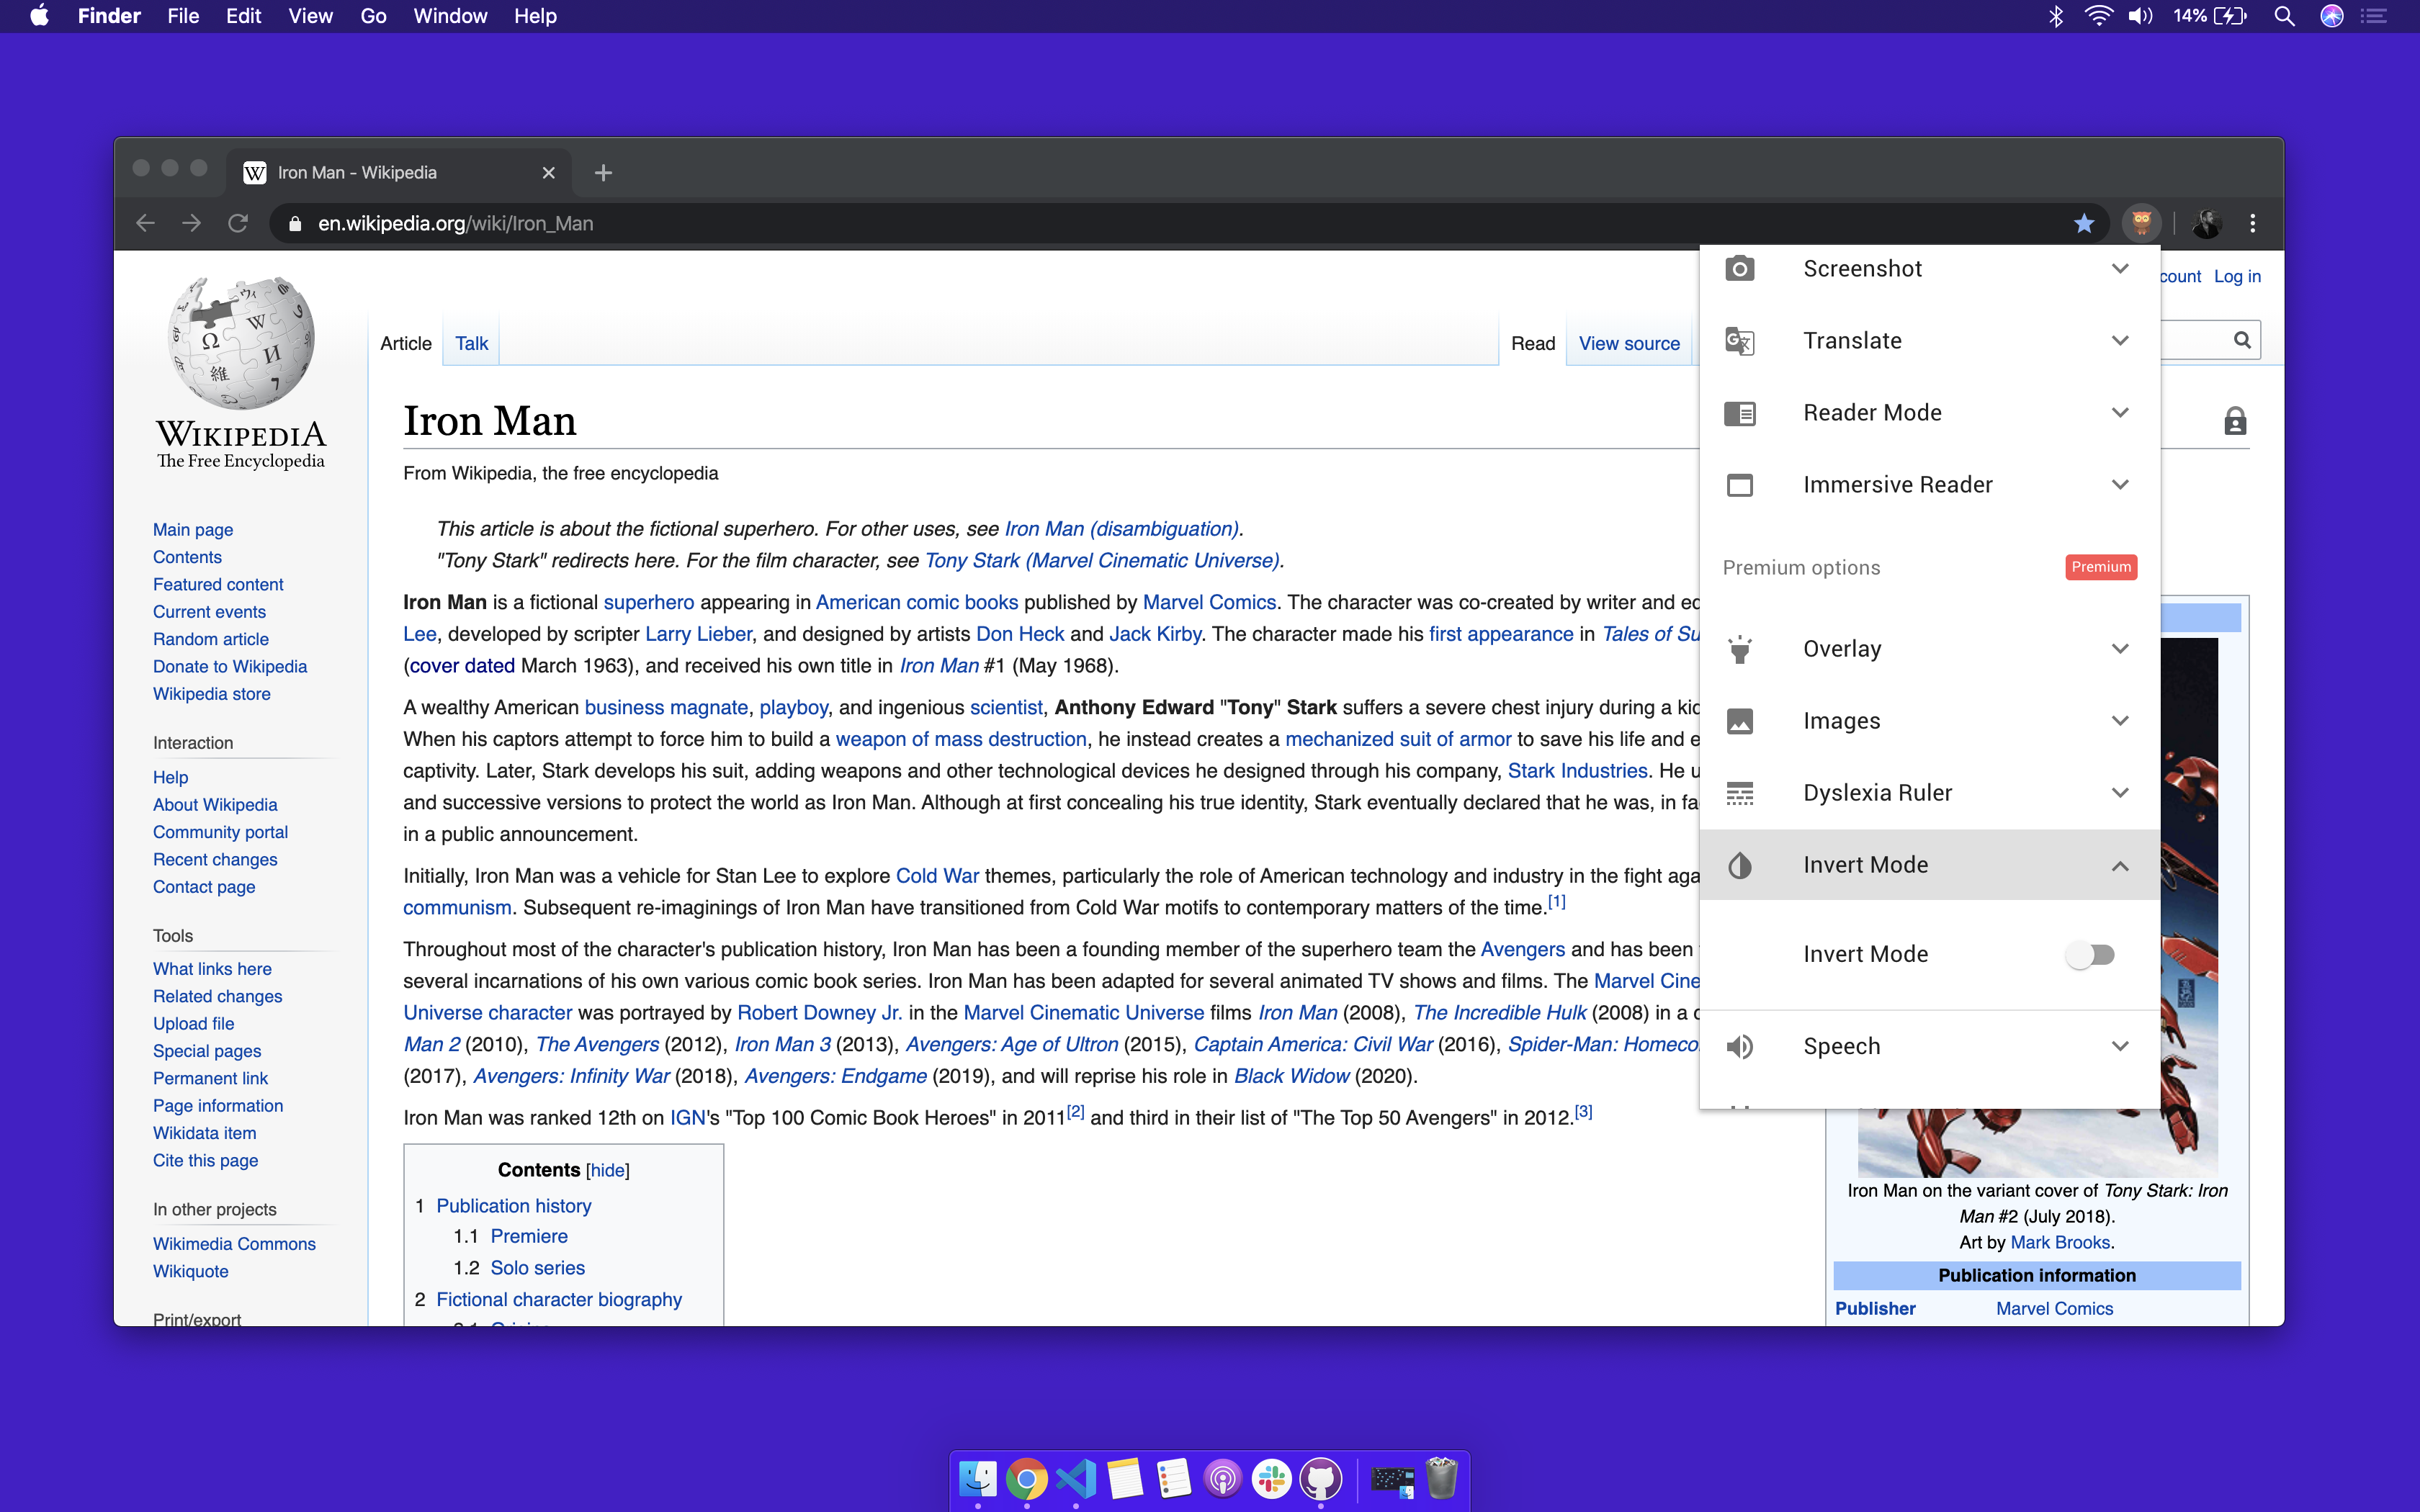 Finder File Edit View Go Window Help
14%
Iron Man - Wikipedia
en.wikipedia.org/wiki/Iron_Man
WIKIPEDIA
The Free Encyclopedia
Main page
Contents
Featured content
Current events
Random article
Donate to Wikipedia
Wikipedia store
Interaction
Help
About Wikipedia
Community portal
Recent changes
Contact page
Tools
What links here
Related changes
Upload file
Special pages
Permanent link
Page information
Wikidata item
Cite this page
In other projects
Wikimedia Commons
Wikiquote
Print/export
Article Talk
Read View source
count Log in
Iron Man
From Wikipedia, the free encyclopedia
This article is about the fictional superhero. For other uses, see Iron Man (disambiguation).
"Tony Stark" redirects here. For the film character, see Tony Stark (Marvel Cinematic Universe).
Iron Man is a fictional superhero appearing in American comic books published by Marvel Comics. The character was co-created by writer and ed
Lee, developed by scripter Larry Lieber, and designed by artists Don Heck and Jack Kirby. The character made his first appearance in Tales of Su
(cover dated March 1963), and received his own title in Iron Man #1 (May 1968).
A wealthy American business magnate, playboy, and ingenious scientist, Anthony Edward "Tony" Stark suffers a severe chest injury during a kid
When his captors attempt to force him to build a weapon of mass destruction, he instead creates a mechanized suit of armor to save his life and e
captivity. Later, Stark develops his suit, adding weapons and other technological devices he designed through his company, Stark Industries. He u
and successive versions to protect the world as Iron Man. Although at first concealing his true identity, Stark eventually declared that he was, in fa
in a public announcement.
Initially, Iron Man was a vehicle for Stan Lee to explore Cold War themes, particularly the role of American technology and industry in the fight aga
communism. Subsequent re-imaginings of Iron Man have transitioned from Cold War motifs to contemporary matters of the time.[1]
Throughout most of the character's publication history, Iron Man has been a founding member of the superhero team the Avengers and has been
several incarnations of his own various comic book series. Iron Man has been adapted for several animated TV shows and films. The Marvel Cine
Universe character was portrayed by Robert Downey Jr. in the Marvel Cinematic Universe films Iron Man (2008), The Incredible Hulk (2008) in a c
Man 2 (2010), The Avengers (2012), Iron Man 3 (2013), Avengers: Age of Ultron (2015), Captain America: Civil War (2016), Spider-Man: Homeco
(2017), Avengers: Infinity War (2018), Avengers: Endgame (2019), and will reprise his role in Black Widow (2020).
Iron Man was ranked 12th on IGN's "Top 100 Comic Book Heroes" in 2011[2] and third in their list of "The Top 50 Avengers" in 2012.[3]
Contents [hide]
1 Publication history
1.1 Premiere
1.2 Solo series
2 Fictional character biography
Screenshot
Translate
Reader Mode
Immersive Reader
Premium options Premium
Overlay
Images
Dyslexia Ruler
Invert Mode
Invert Mode
Speech
Iron Man on the variant cover of Tony Stark: Iron
Man #2 (July 2018).
Art by Mark Brooks.
Publication information
Publisher Marvel Comics